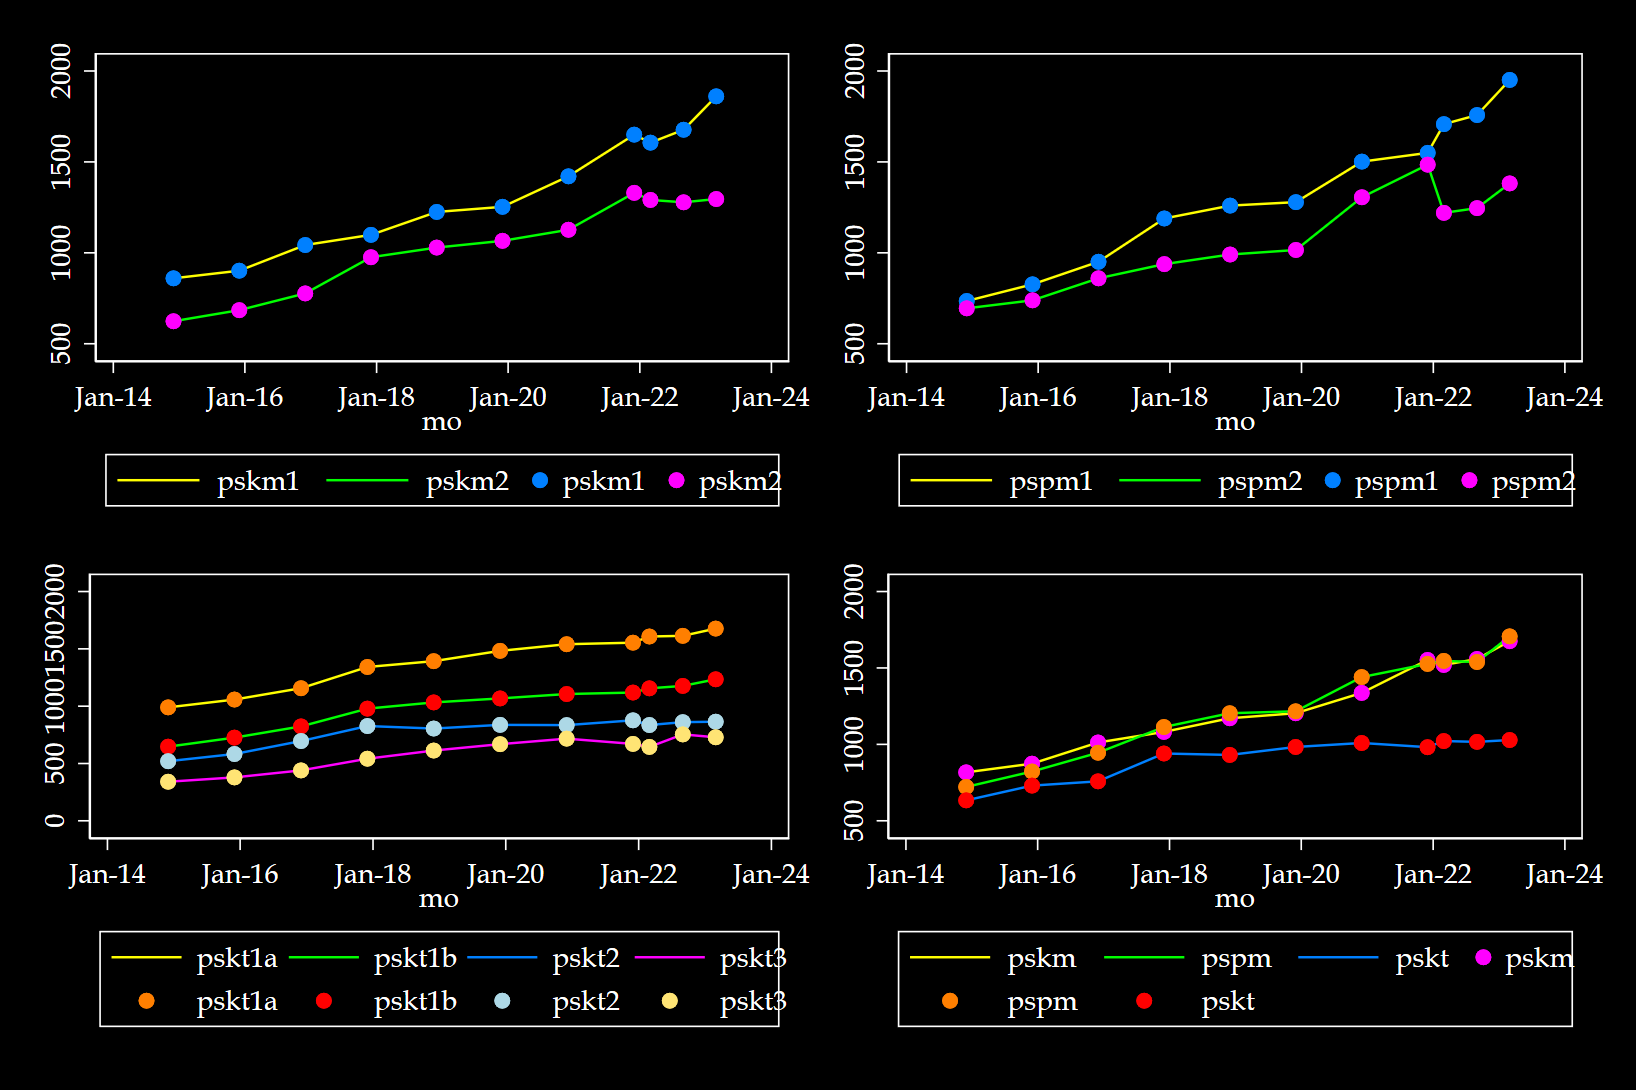 2000
1500
1000
500
Jan-14 Jan-16 Jan-18 Jan-20 Jan-22 Jan-24
mo
pskm1 pskm2 pskm1 pskm2
2000
1500
1000
500
Jan-14 Jan-16 Jan-18 Jan-20 Jan-22 Jan-24
mo
pspm1 pspm2 pspm1 pspm2
2000
1500
1000
500
0
Jan-14 Jan-16 Jan-18 Jan-20 Jan-22 Jan-24
mo
pskt1a pskt1b pskt2 pskt3
pskt1a pskt1b pskt2 pskt3
2000
1500
1000
500
Jan-14 Jan-16 Jan-18 Jan-20 Jan-22 Jan-24
mo
pskm pspm pskt pskm
pspm pskt